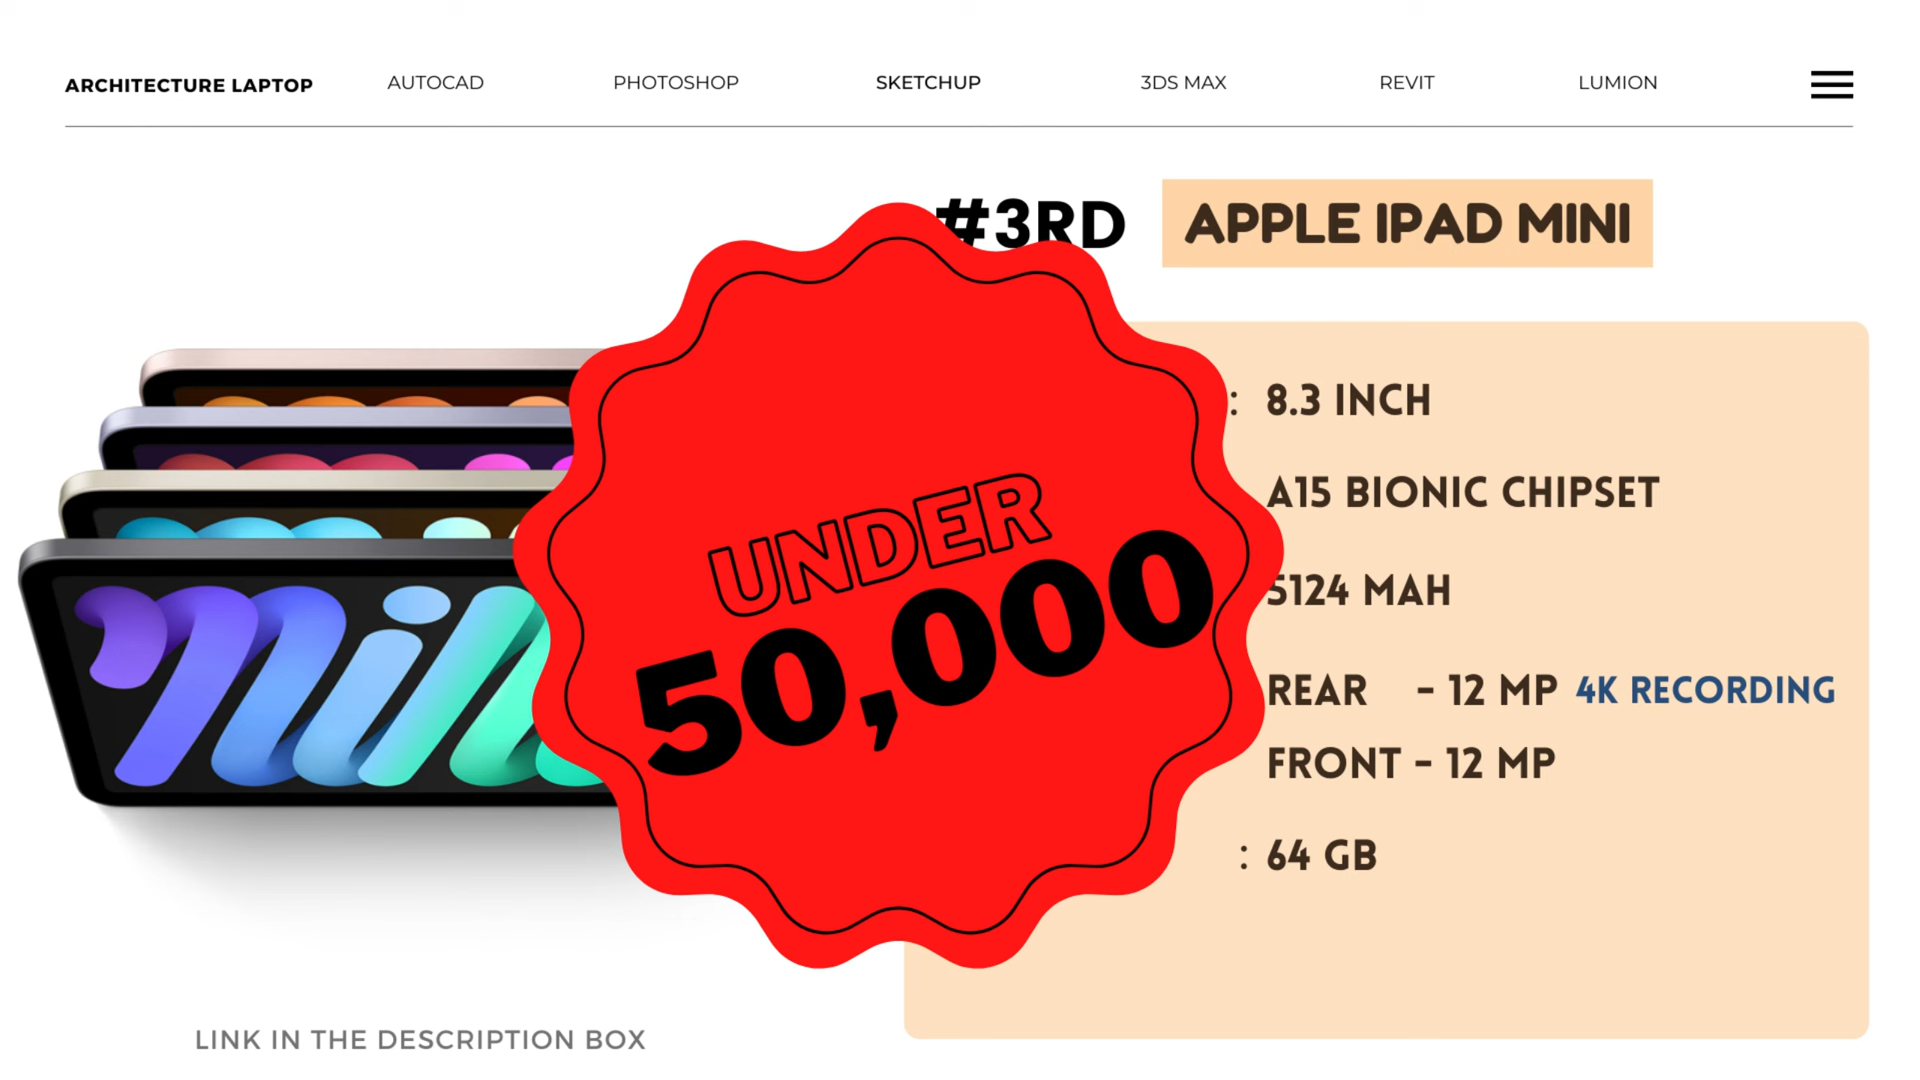 ARCHITECTURE LAPTOP AUTOCAD PHOTOSHOP SKETCHUP 3DS MAX REVIT LUMION
#3RD APPLE IPAD MINI
: 8.3 INCH
A15 BIONIC CHIPSET
UNDER
50,000
5124 MAH
REAR - 12 MP 4K RECORDING
FRONT - 12 MP
: 64 GB
LINK IN THE DESCRIPTION BOX